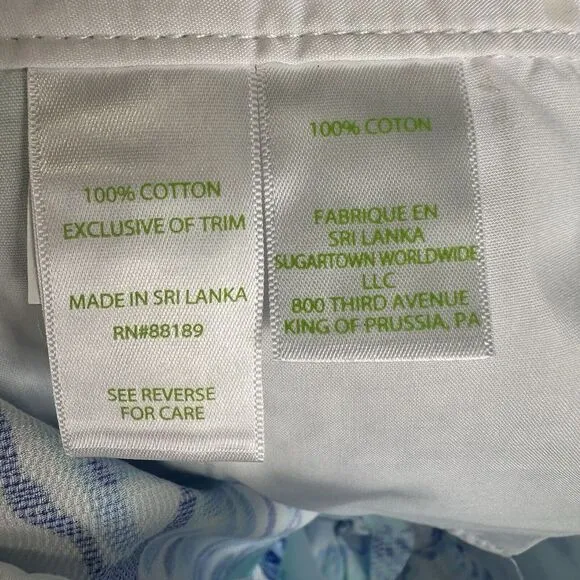 100% COTTON
EXCLUSIVE OF TRIM
MADE IN SRI LANKA
RN#88189
SEE REVERSE
FOR CARE
100% COTON
FABRIQUE EN
SRI LANKA
SUGARTOWN WORLDWIDE
LLC
800 THIRD AVENUE
KING OF PRUSSIA, PA